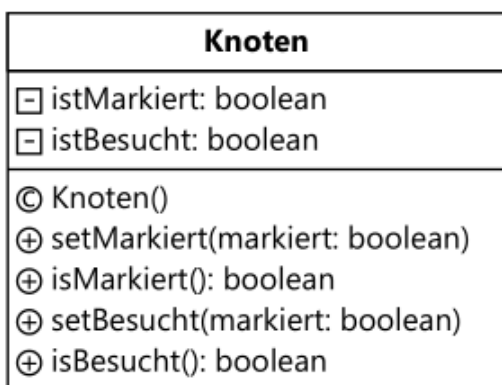 Knoten
istMarkiert: boolean
istBesucht: boolean
© Knoten()
setMarkiert(markiert: boolean)
isMarkiert(): boolean
setBesucht(markiert: boolean)
isBesucht(): boolean